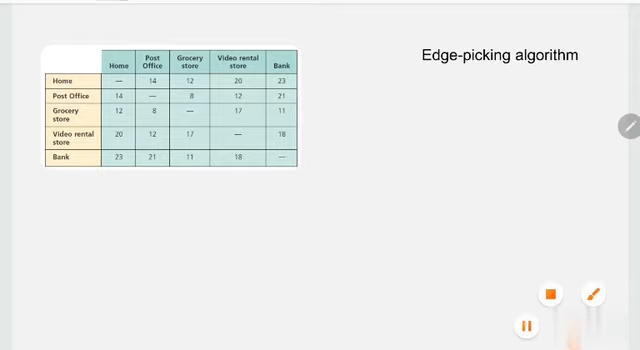 Edge-picking algorithm
Home Post Office Grocery store Video rental store Bank
Home — 14 12 20 23
Post Office 14 — 8 12 21
Grocery store 12 8 — 17 11
Video rental store 20 12 17 — 18
Bank 23 21 11 18 —